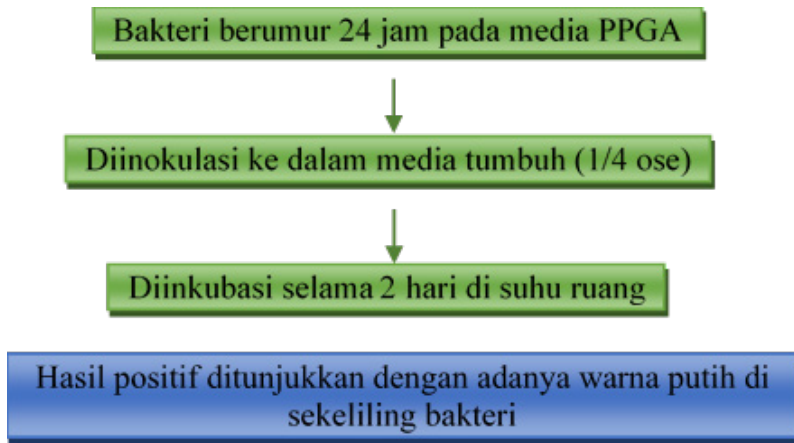 Bakteri berumur 24 jam pada media PPGA
Diinokulasi ke dalam media tumbuh (1/4 ose)
Diinkubasi selama 2 hari di suhu ruang
Hasil positif ditunjukkan dengan adanya warna putih di
sekeliling bakteri